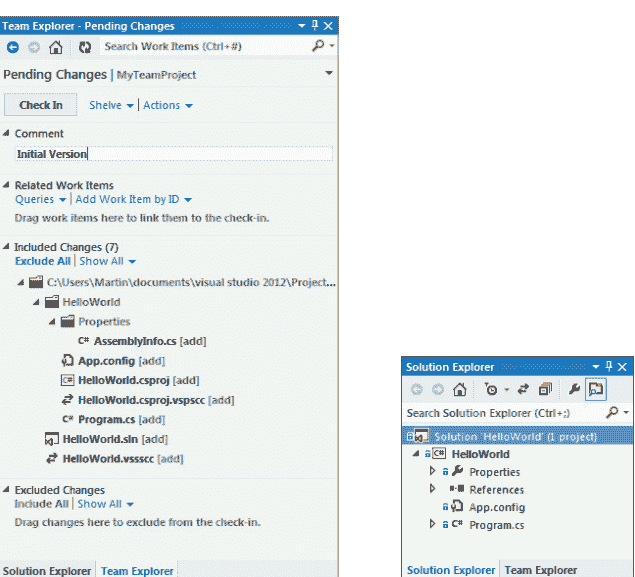 Team Explorer - Pending Changes
Search Work Items (Ctrl+#)
Pending Changes | MyTeamProject
Check In Shelve Actions
Comment
Initial Version
Related Work Items
Queries | Add Work Item by ID
Drag work items here to link them to the check-in.
Included Changes (7)
Exclude All | Show All
C:\Users\Martin\documents\visual studio 2012\Project...
HelloWorld
Properties
C# AssemblyInfo.cs [add]
App.config [add]
C# HelloWorld.csproj [add]
HelloWorld.csproj.vspscc [add]
C# Program.cs [add]
HelloWorld.sln [add]
HelloWorld.vssscc [add]
Excluded Changes
Include All | Show All
Drag changes here to exclude from the check-in.
Solution Explorer Team Explorer
Solution Explorer
Search Solution Explorer (Ctrl+;)
Solution 'HelloWorld' (1 project)
C# HelloWorld
Properties
References
App.config
C# Program.cs
Solution Explorer Team Explorer